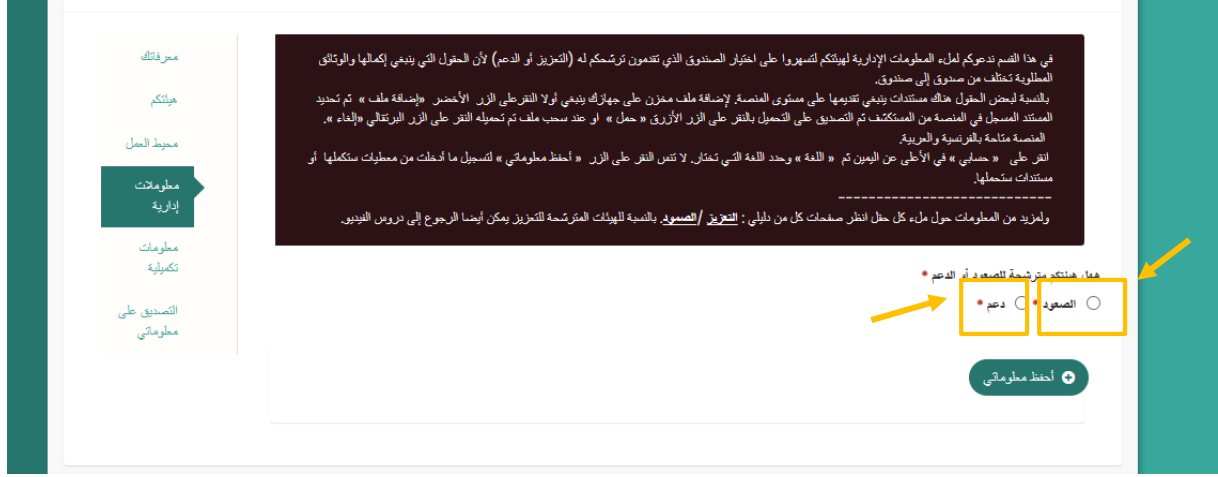 في هذا القسم ندعوكم لملء المعلومات الإدارية لهيئتكم لتسهروا على اختيار الصندوق الذي تتقدمون ترشحكم له (التعزيز أو الدعم) لأن الحقول التي ينبغي إكمالها والوثائق
المطلوبة تختلف من صندوق إلى صندوق.
بالنسبة لبعض الحقول هناك مستندات ينبغي تقديمها على مستوى المنصة. لإضافة ملف مخزن على جهازك ينبغي أولا النقر على الزر الأخضر «إضافة ملف » ثم تحديد
المستند المسجل في المنصة من المستكشف ثم التصديق على التحميل بالنقر على الزر الأزرق « حمل » او عند سحب ملف تم تحميله النقر على الزر البرتقالي «إلغاء ».
المنصة متاحة بالفرنسية والعربية.
انقر على « حسابي » في الأعلى عن اليمين ثم « اللغة » وحدد اللغة التي تختار. لا تنس النقر على الزر « أحفظ معلوماتي » لتسجيل ما أدخلت من معطيات ستكملها أو
مستندات ستحملها.
----------------------------
ولمزيد من المعلومات حول ملء كل حقل انظر صفحات كل من دليلي : التعزيز /الصمود. بالنسبة للهيئات المترشحة للتعزيز يمكن أيضا الرجوع إلى دروس الفيديو.
ههل هيئتكم مترشحة للصعود أو الدعم *
الصعود *
دعم *
أحفظ معلوماتي
معرفاتك
هيئتكم
محيط العمل
معلوملات
إدارية
معلومات
تكميلية
التصديق على
معلوماتي